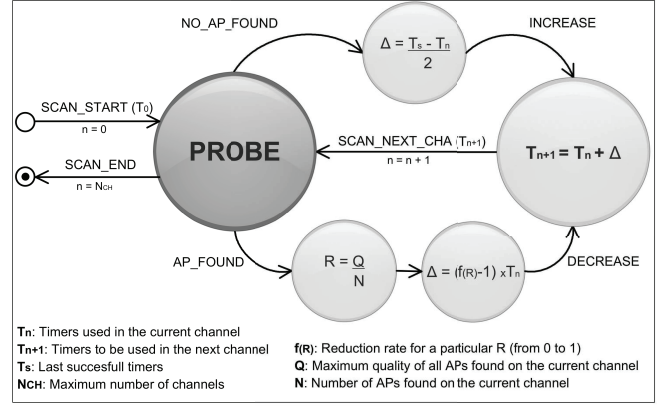 NO_AP_FOUND
INCREASE
Δ = Ts - Tn
2
SCAN_START (T0)
n = 0
SCAN_END
n = NCH
PROBE
SCAN_NEXT_CHA (Tn+1)
n = n + 1
Tn+1 = Tn + Δ
AP_FOUND
R = Q
N
Δ = (f(R)-1) xTn
DECREASE
Tn: Timers used in the current channel
Tn+1: Timers to be used in the next channel
Ts: Last succesfull timers
NCH: Maximum number of channels
f(R): Reduction rate for a particular R (from 0 to 1)
Q: Maximum quality of all APs found on the current channel
N: Number of APs found on the current channel